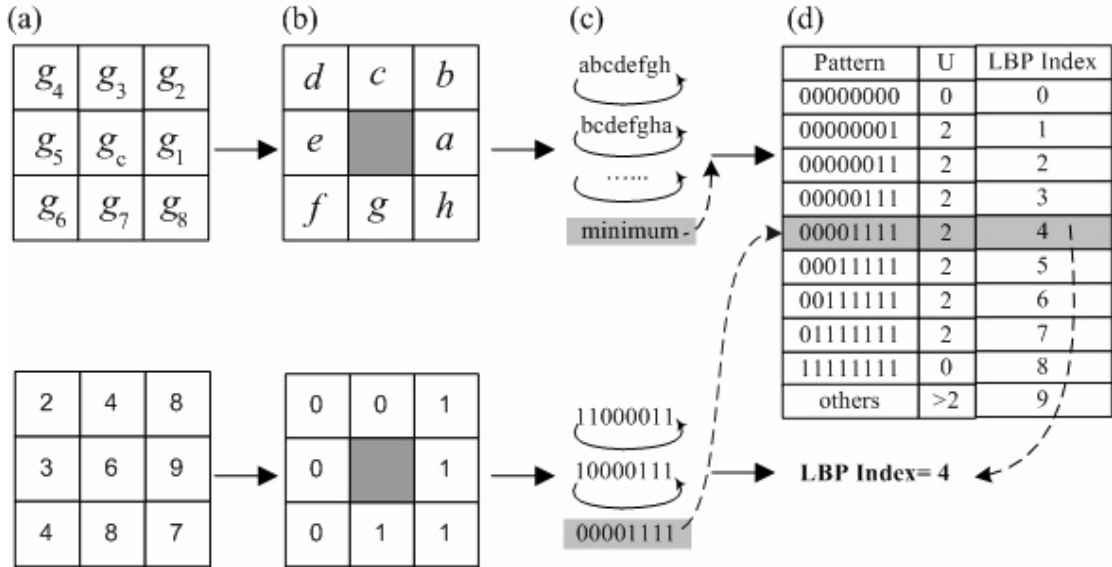 (a) (b) (c) (d)
g4 g3 g2
g5 gc g1
g6 g7 g8
d c b
e a
f g h
abcdefgh
bcdefgha
......
minimum
Pattern U LBP Index
00000000 0 0
00000001 2 1
00000011 2 2
00000111 2 3
00001111 2 4
00011111 2 5
00111111 2 6
01111111 2 7
11111111 0 8
others >2 9
2 4 8
3 6 9
4 8 7
0 0 1
0 1
0 1 1
11000011
10000111
00001111
LBP Index= 4